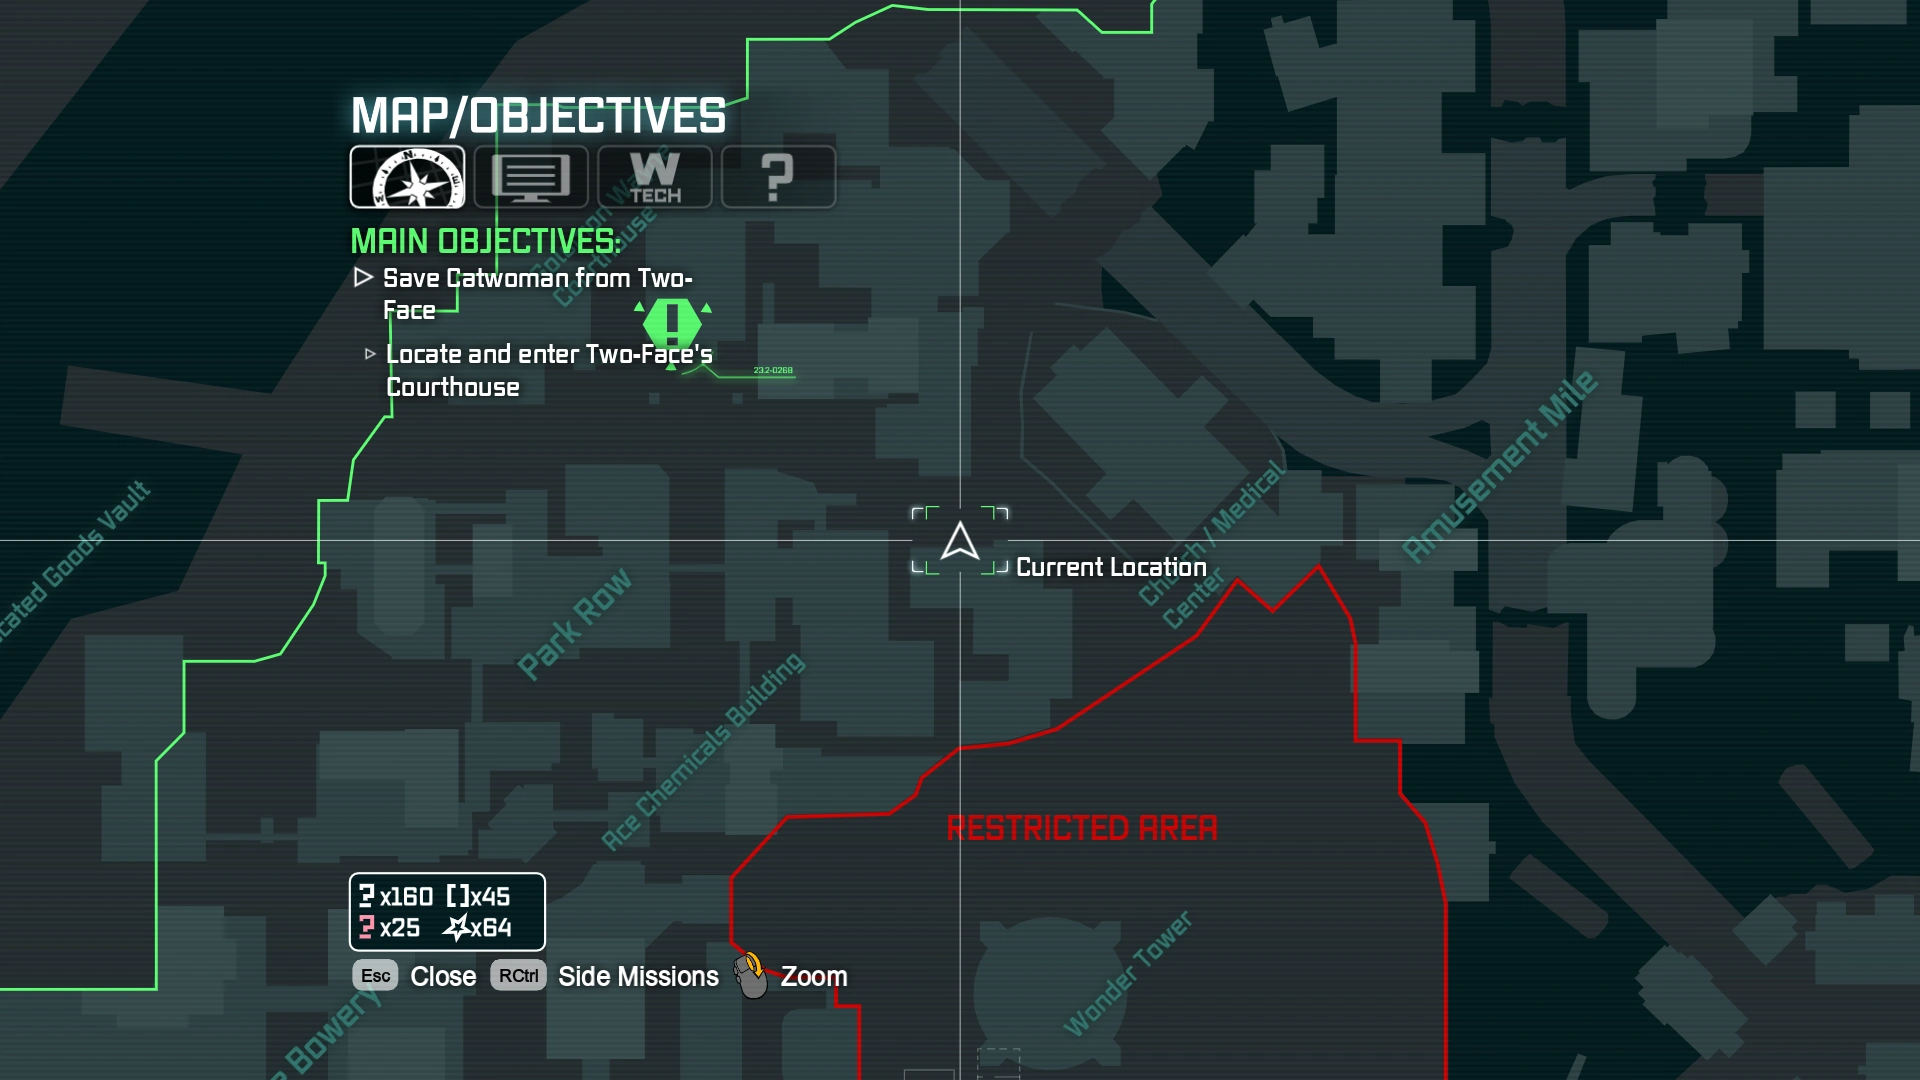 MAP/OBJECTIVES
W
TECH
?
MAIN OBJECTIVES:
Save Catwoman from Two-
Face
Locate and enter Two-Face's
Courthouse
Courthouse
232-0268
Amusement Mile
Church / Medical
Center
Current Location
Park Row
Ace Chemicals Building
Goods Vault
RESTRICTED AREA
Wonder Tower
Bowery
? x160 []x45
? x25 x64
Esc Close RCtrl Side Missions Zoom